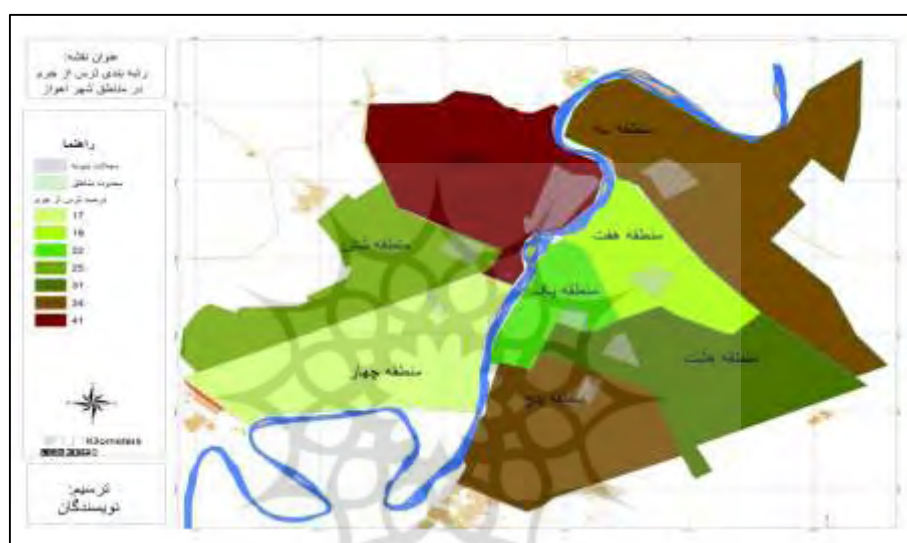 عنوان نقشه:
رتبه بندی ترس از جرم
در مناطق شهر اهواز
راهنما
محلات نمونه
محدوده مناطق
درصد ترس از جرم
17
19
22
25
31
34
41
Kilometers
ترسیم:
نویسندگان
منطقه سه
منطقه هفت
منطقه شش
منطقه یک
منطقه هشت
منطقه چهار
منطقه پنج